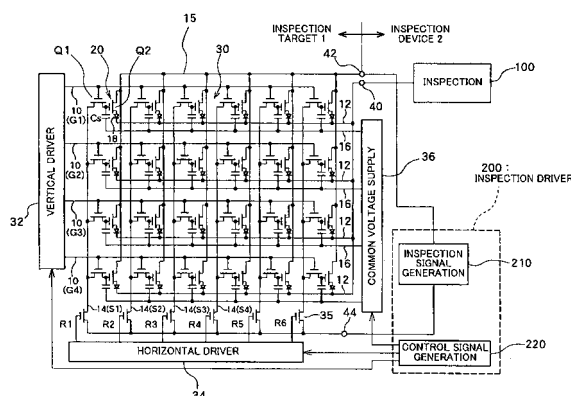 INSPECTION TARGET 1
INSPECTION DEVICE 2
15
42
Q1
20
Q2
30
100
INSPECTION
40
10 (G1)
Cs
18
12
16
36
10 (G2)
12
16
200 : INSPECTION DRIVER
32
VERTICAL DRIVER
COMMON VOLTAGE SUPPLY
10 (G3)
12
16
INSPECTION SIGNAL GENERATION
210
10 (G4)
12
14(S1)
14(S2)
14(S3)
14(S4)
35
44
R1
R2
R3
R4
R5
R6
HORIZONTAL DRIVER
CONTROL SIGNAL GENERATION
220
34